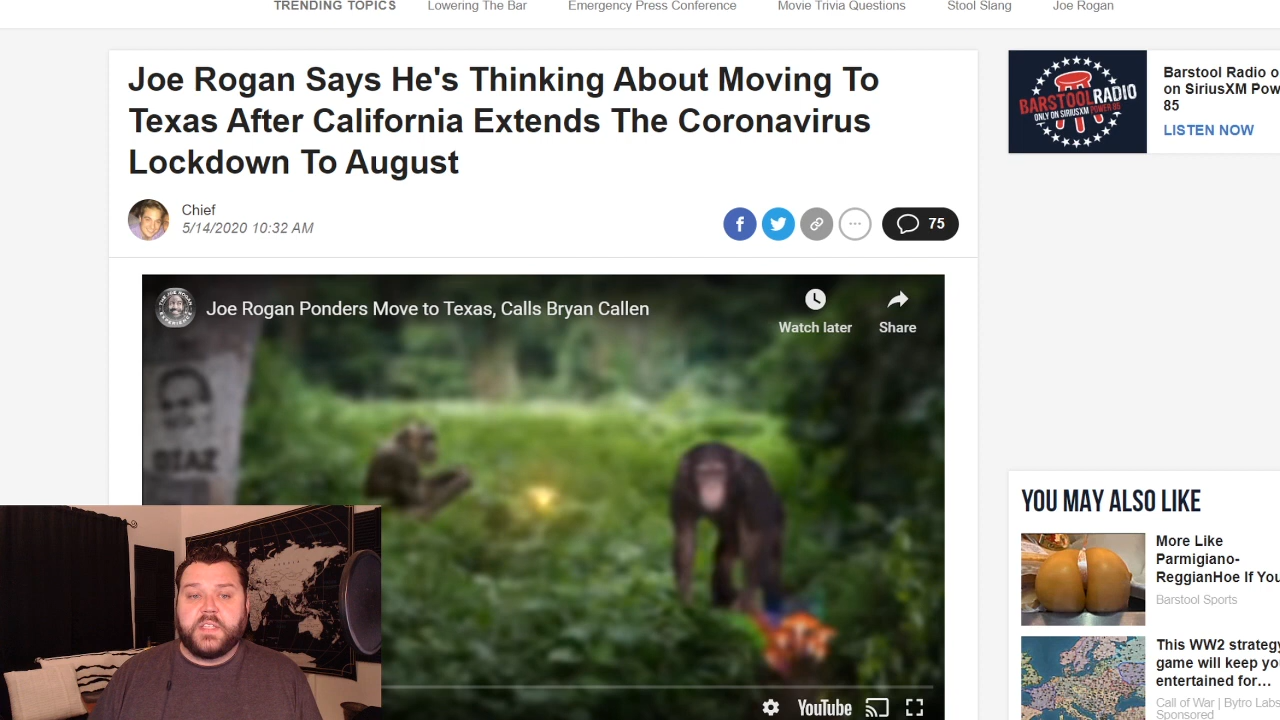 TRENDING TOPICS Lowering The Bar Emergency Press Conference Movie Trivia Questions Stool Slang Joe Rogan
Joe Rogan Says He's Thinking About Moving To
Texas After California Extends The Coronavirus
Lockdown To August
Chief
5/14/2020 10:32 AM
75
Joe Rogan Ponders Move to Texas, Calls Bryan Callen
Watch later
Share
DIAZ
YouTube
BARSTOOL RADIO
ONLY ON SIRIUSXM POWER 85
Barstool Radio o
on SiriusXM Pow
85
LISTEN NOW
YOU MAY ALSO LIKE
More Like
Parmigiano-
ReggianHoe If You
Barstool Sports
This WW2 strategy
game will keep yo
entertained for…
Call of War | Bytro Labs
Sponsored